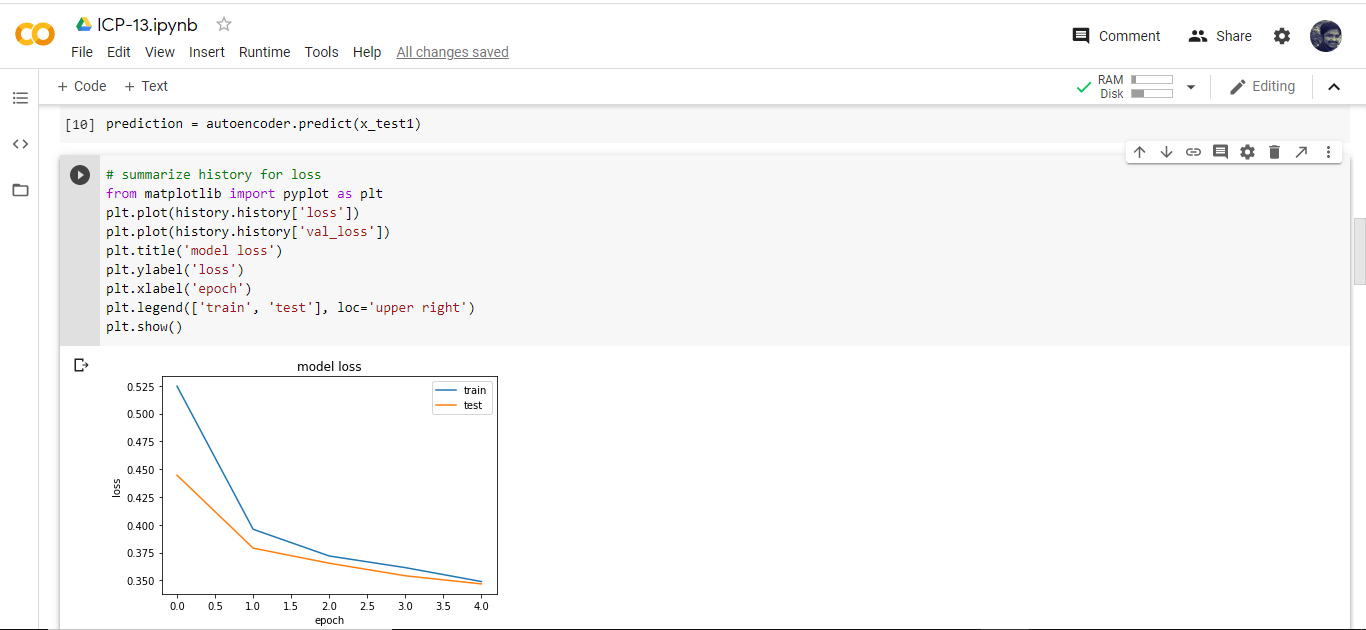 ICP-13.ipynb
File Edit View Insert Runtime Tools Help All changes saved
Comment Share
+ Code + Text
RAM
Disk
Editing
[10] prediction = autoencoder.predict(x_test1)
# summarize history for loss
from matplotlib import pyplot as plt
plt.plot(history.history['loss'])
plt.plot(history.history['val_loss'])
plt.title('model loss')
plt.ylabel('loss')
plt.xlabel('epoch')
plt.legend(['train', 'test'], loc='upper right')
plt.show()
model loss
train
test
0.525
0.500
0.475
0.450
0.425
0.400
0.375
0.350
loss
0.0 0.5 1.0 1.5 2.0 2.5 3.0 3.5 4.0
epoch